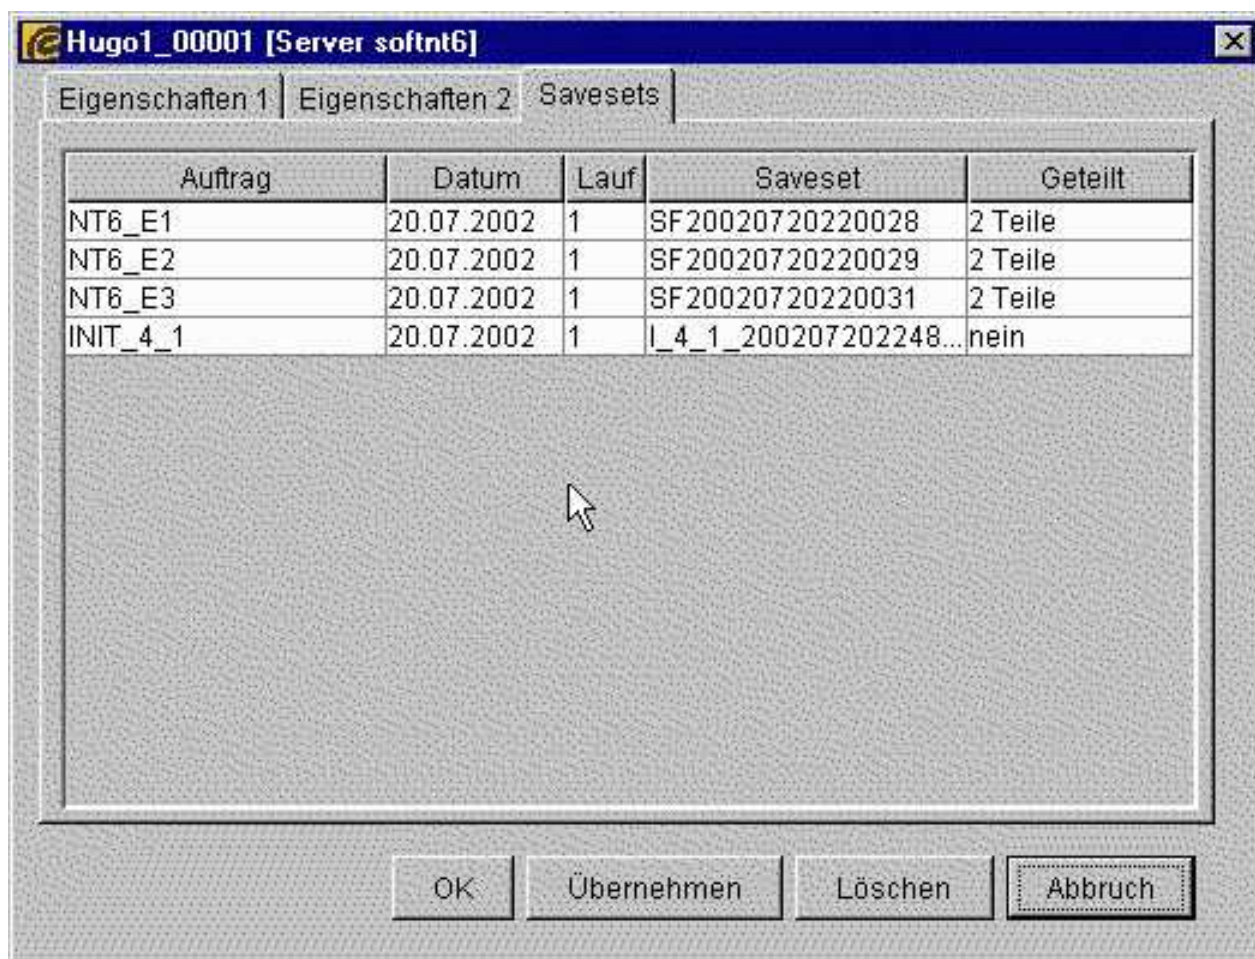 Hugo1_00001 [Server softnt6]
Eigenschaften 1 Eigenschaften 2 Savesets
Auftrag Datum Lauf Saveset Geteilt
NT6_E1 20.07.2002 1 SF20020720220028 2 Teile
NT6_E2 20.07.2002 1 SF20020720220029 2 Teile
NT6_E3 20.07.2002 1 SF20020720220031 2 Teile
INIT_4_1 20.07.2002 1 I_4_1_200207202248... nein
OK Übernehmen Löschen Abbruch